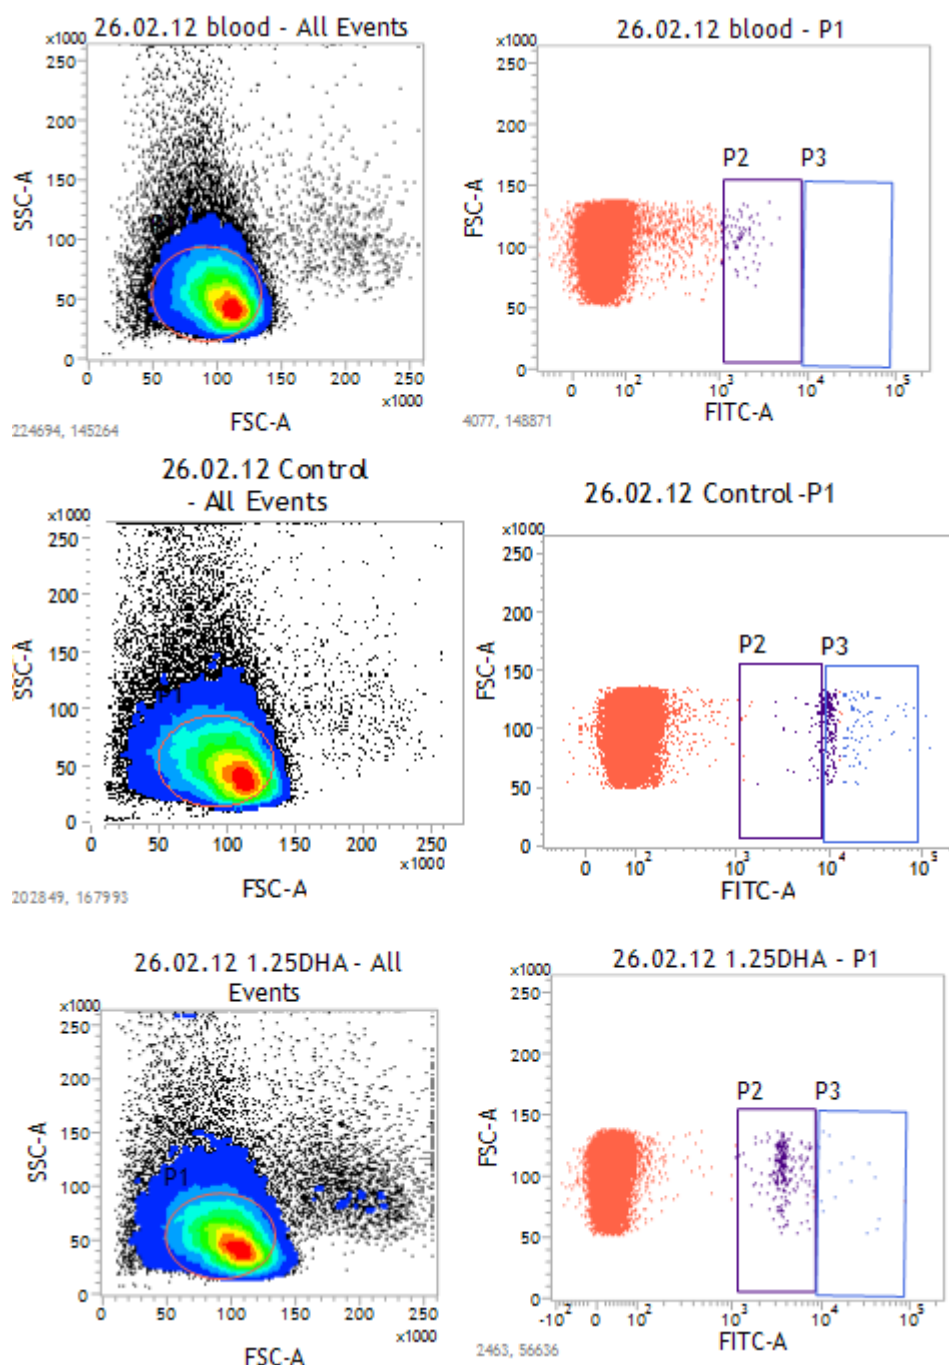 26.02.12 blood - All Events
x1000
250
200
150
100
50
0
SSC-A
0 50 100 150 200 250
x1000
FSC-A
224694, 145264
26.02.12 blood - P1
x1000
250
200
150
100
50
0
FSC-A
P2 P3
0 10² 10³ 10⁴ 10⁵
FITC-A
4077, 148871
26.02.12 Control
- All Events
x1000
250
200
150
100
50
0
SSC-A
P1
0 50 100 150 200 250
x1000
FSC-A
202849, 167993
26.02.12 Control -P1
x1000
250
200
150
100
50
0
FSC-A
P2 P3
0 10² 10³ 10⁴ 10⁵
FITC-A
26.02.12 1.25DHA - All
Events
x1000
250
200
150
100
50
0
SSC-A
P1
0 50 100 150 200 250
x1000
FSC-A
26.02.12 1.25DHA - P1
x1000
250
200
150
100
50
0
FSC-A
P2 P3
-10² 0 10² 10³ 10⁴ 10⁵
FITC-A
2463, 56636